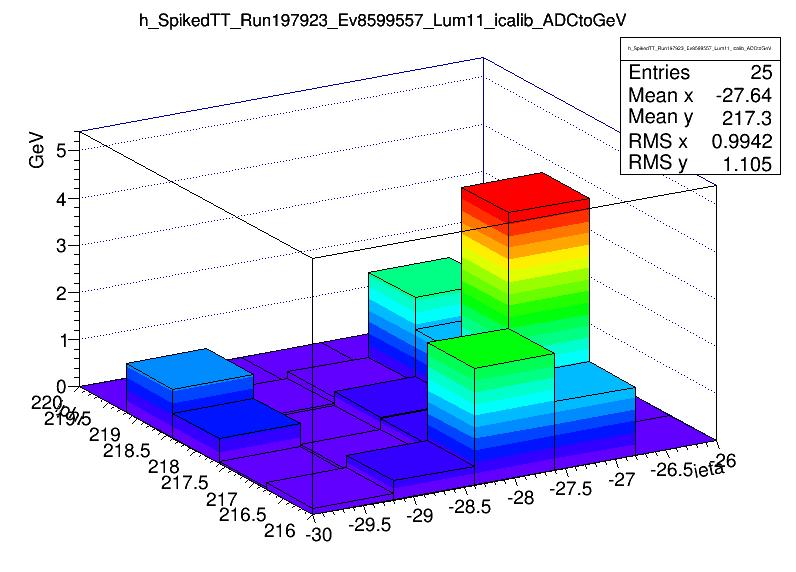 h_SpikedTT_Run197923_Ev8599557_Lum11_icalib_ADCtoGeV
h_SpikedTT_Run197923_Ev8599557_Lum11_icalib_ADCtoGeV
Entries 25
Mean x -27.64
Mean y 217.3
RMS x 0.9942
RMS y 1.105
GeV
5
4
3
2
1
0
220
219.5
219
218.5
218
217.5
217
216.5
216
-30
-29.5
-29
-28.5
-28
-27.5
-27
-26.5
-26
ieta